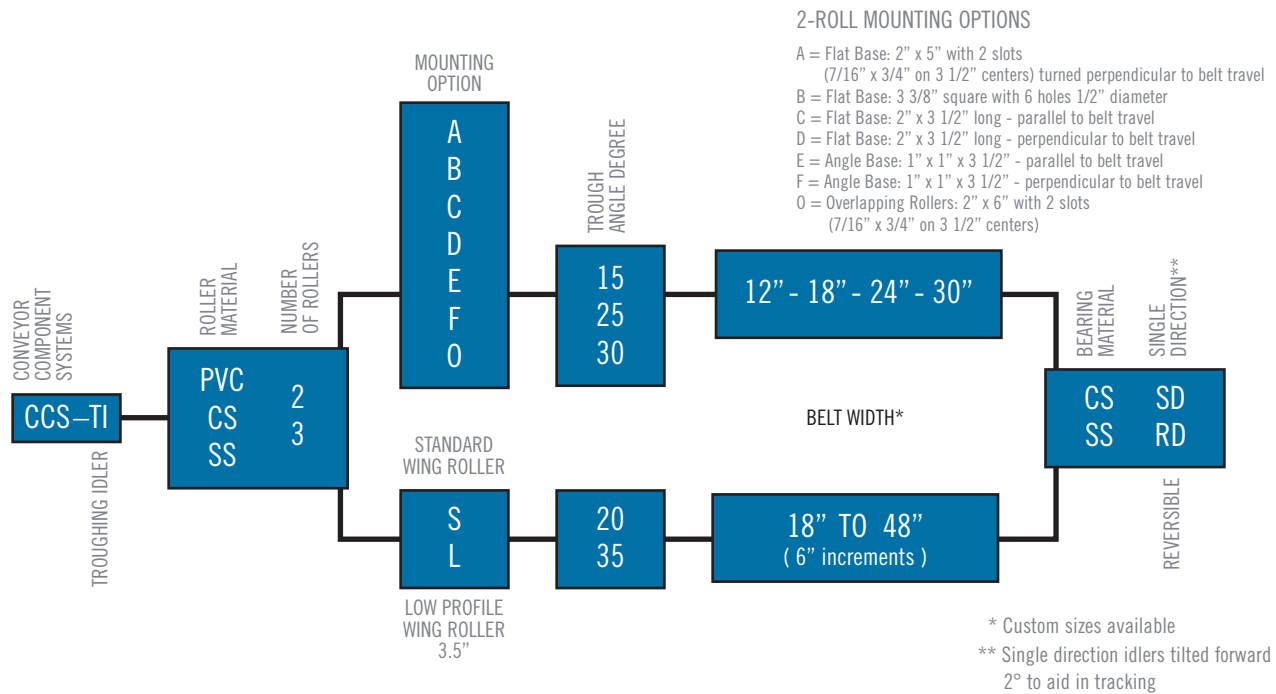 2-ROLL MOUNTING OPTIONS
A = Flat Base: 2” x 5” with 2 slots
(7/16” x 3/4” on 3 1/2” centers) turned perpendicular to belt travel
B = Flat Base: 3 3/8” square with 6 holes 1/2” diameter
C = Flat Base: 2” x 3 1/2” long - parallel to belt travel
D = Flat Base: 2” x 3 1/2” long - perpendicular to belt travel
E = Angle Base: 1” x 1” x 3 1/2” - parallel to belt travel
F = Angle Base: 1” x 1” x 3 1/2” - perpendicular to belt travel
O = Overlapping Rollers: 2” x 6” with 2 slots
(7/16” x 3/4” on 3 1/2” centers)
CONVEYOR
COMPONENT
SYSTEMS
CCS–TI
TROUGHING IDLER
ROLLER
MATERIAL
PVC
CS
SS
NUMBER
OF ROLLERS
2
3
MOUNTING
OPTION
A
B
C
D
E
F
O
TROUGH
ANGLE DEGREE
15
25
30
12” - 18” - 24” - 30”
BELT WIDTH*
STANDARD
WING ROLLER
S
L
LOW PROFILE
WING ROLLER
3.5”
20
35
18” TO 48”
( 6” increments )
BEARING
MATERIAL
CS
SS
SINGLE
DIRECTION**
SD
RD
REVERSIBLE
* Custom sizes available
** Single direction idlers tilted forward
2° to aid in tracking